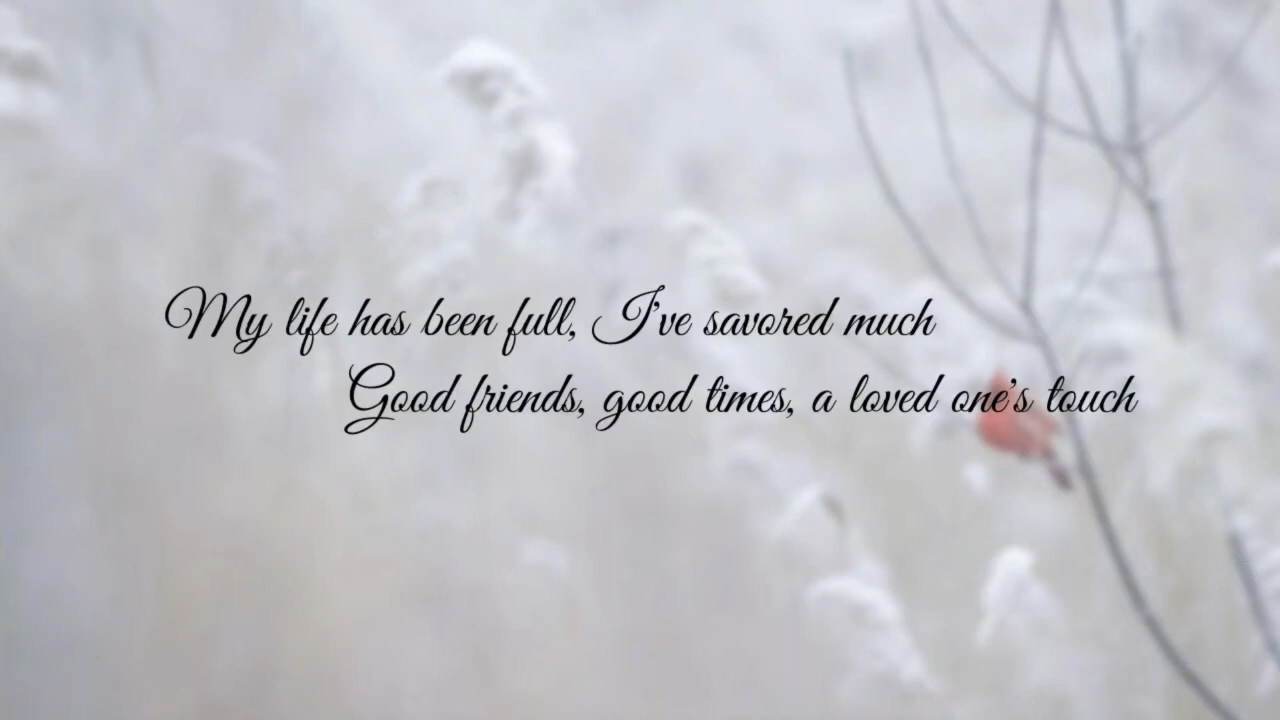 My life has been full, I've savored much
Good friends, good times, a loved one's touch